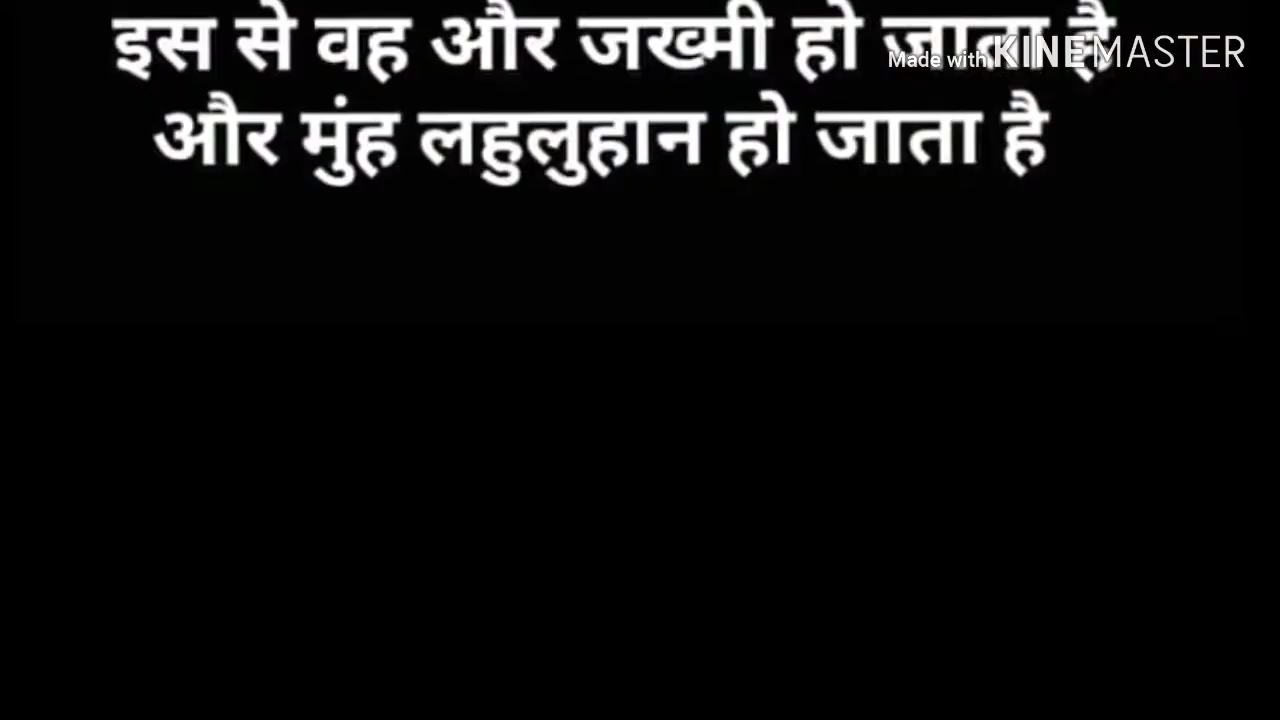 इस से वह और जख्मी हो जाता है
Made with KINEMASTER
और मुंह लहुलुहान हो जाता है